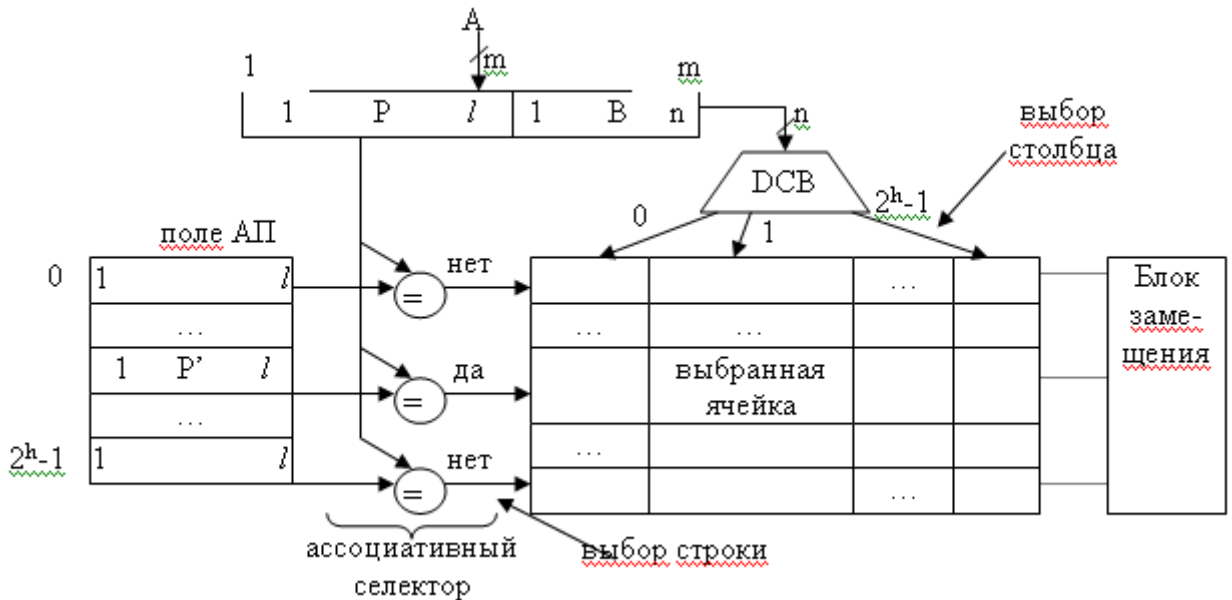 A
m
1
m
1 P l 1 B n
n
выбор
столбца
DCB
0
1
2ʰ-1
поле АП
0
1 l
...
1 P’ l
...
2ʰ-1
1 l
=
нет
=
да
=
нет
...
... ...
выбранная
ячейка
...
...
Блок
заме-
щения
ассоциативный
селектор
выбор строки